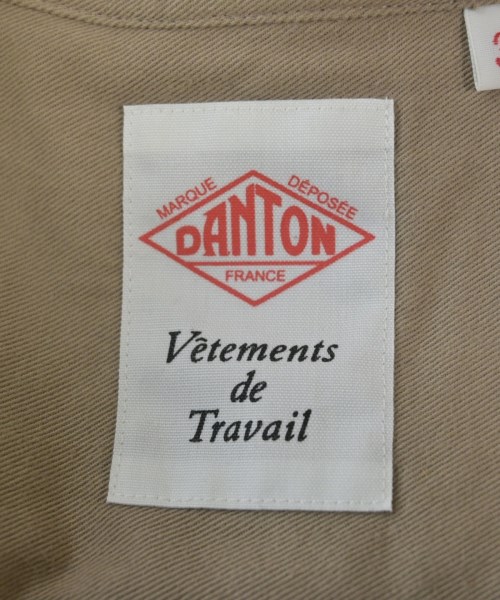 MARQUE DÉPOSÉE
DANTON
FRANCE
Vêtements
de
Travail